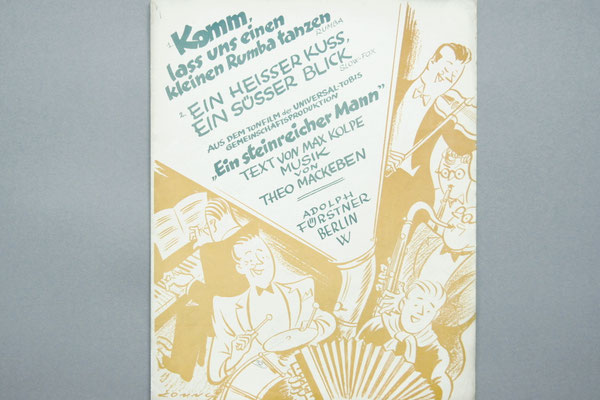 1. Komm,
lass uns einen
kleinen Rumba tanzen
RUMBA
2. EIN HEISSER KUSS,
EIN SÜSSER BLICK
SLOW-FOX
AUS DEM TONFILM der UNIVERSAL-TOBIS
GEMEINSCHAFTSPRODUKTION
„Ein steinreicher Mann”
TEXT VON MAX KOLPE
MUSIK
VON
THEO MACKEBEN
ADOLPH
FÜRSTNER
BERLIN
W